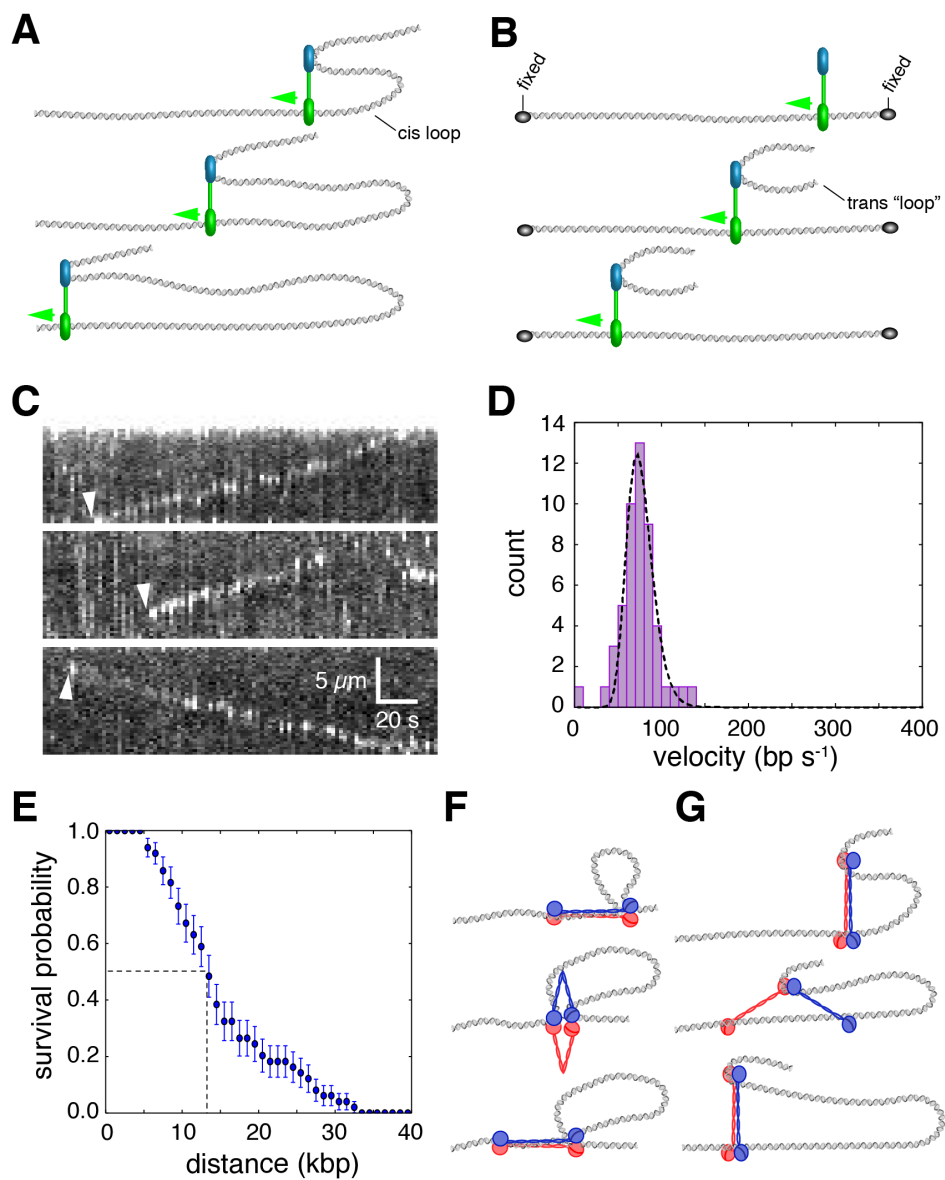 A
cis loop
B
fixed
fixed
trans “loop”
C
5 µm
20 s
D
14
12
10
8
6
4
2
0
count
0
100
200
300
400
velocity (bp s⁻¹)
E
1.0
0.8
0.6
0.4
0.2
0.0
survival probability
0
10
20
30
40
distance (kbp)
F
G